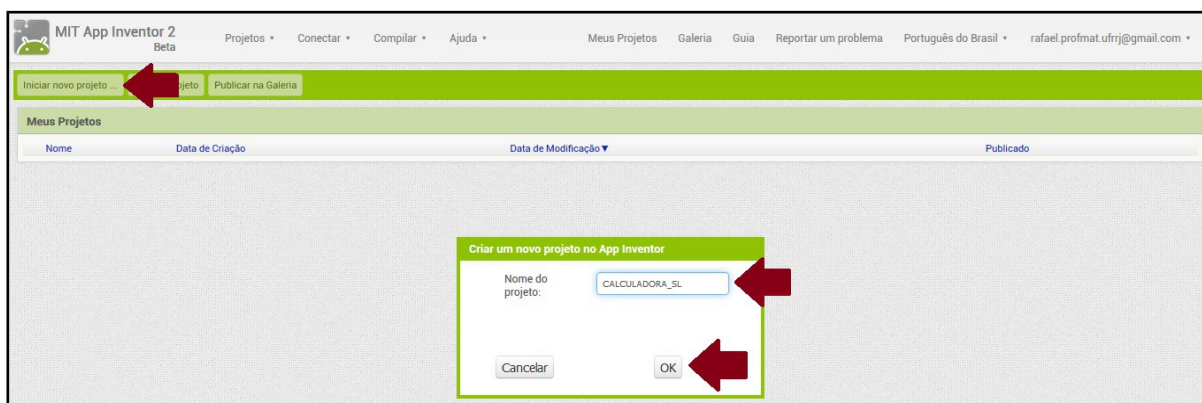 MIT App Inventor 2
Beta
Projetos Conectar Compilar Ajuda Meus Projetos Galeria Guia Reportar um problema Português do Brasil rafael.profmat.ufrrj@gmail.com
Iniciar novo projeto ... ojeto Publicar na Galeria
Meus Projetos
Nome Data de Criação Data de Modificação▼ Publicado
Criar um novo projeto no App Inventor
Nome do
projeto:
CALCULADORA_SL
Cancelar OK